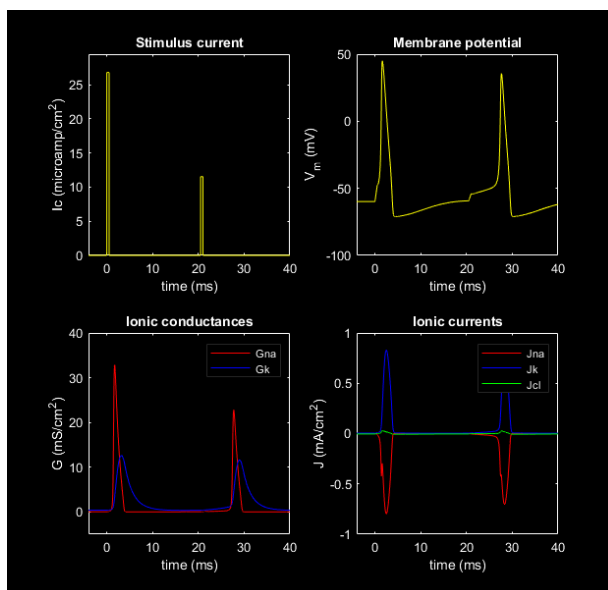 Stimulus current
Membrane potential
Ic (microamp/cm²)
25
20
15
10
5
0
0 10 20 30 40
time (ms)
V_m (mV)
50
0
-50
-100
0 10 20 30 40
time (ms)
Ionic conductances
Ionic currents
G (mS/cm²)
40
30
20
10
0
Gna
Gk
0 10 20 30 40
time (ms)
J (mA/cm²)
1
0.5
0
-0.5
-1
Jna
Jk
Jcl
0 10 20 30 40
time (ms)